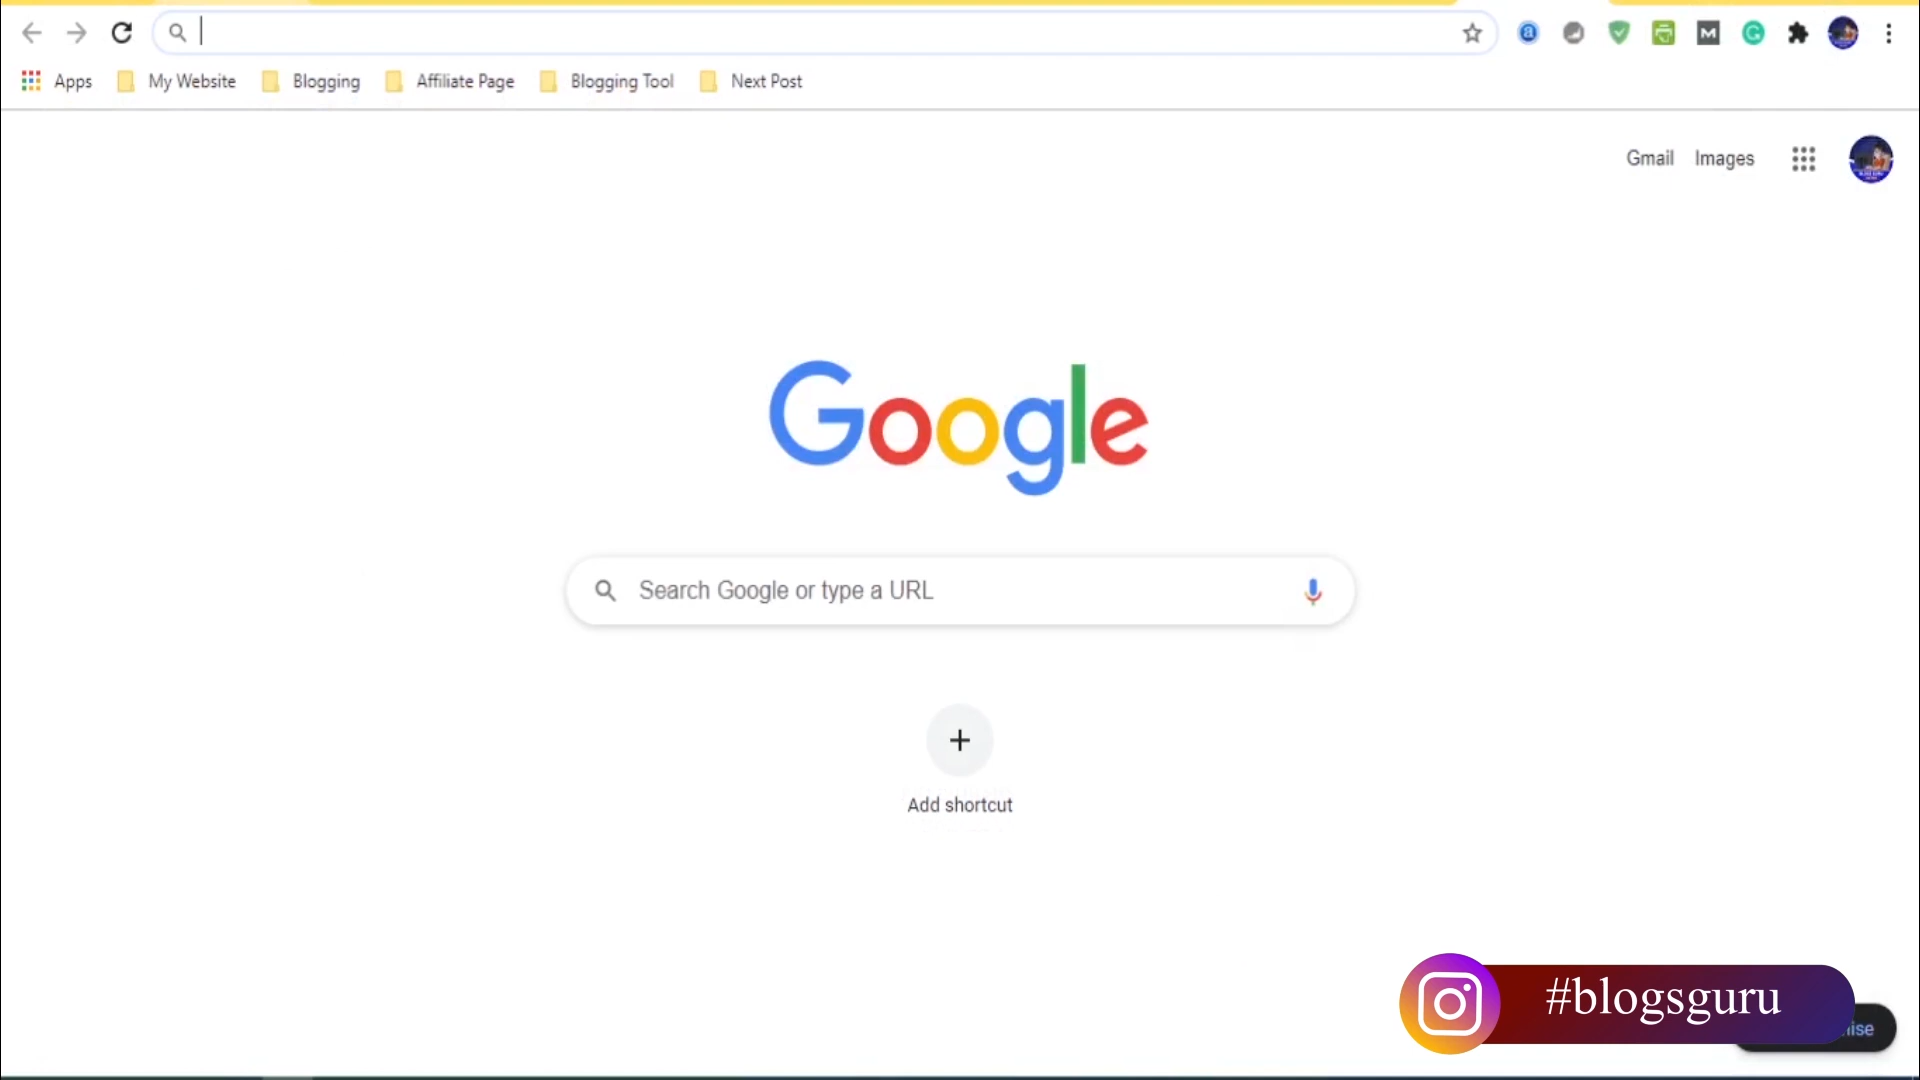 Apps My Website Blogging Affiliate Page Blogging Tool Next Post
Gmail Images
Google
Search Google or type a URL
Add shortcut
#blogsguru